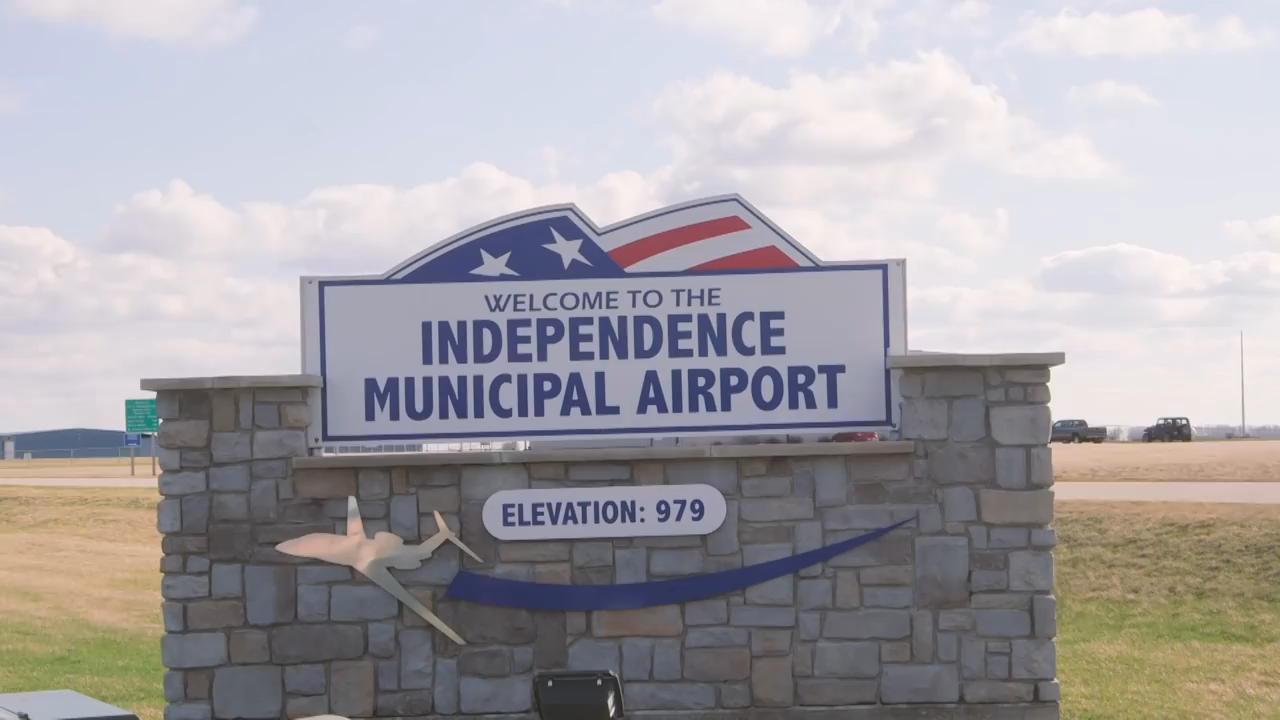 WELCOME TO THE
INDEPENDENCE
MUNICIPAL AIRPORT
ELEVATION: 979